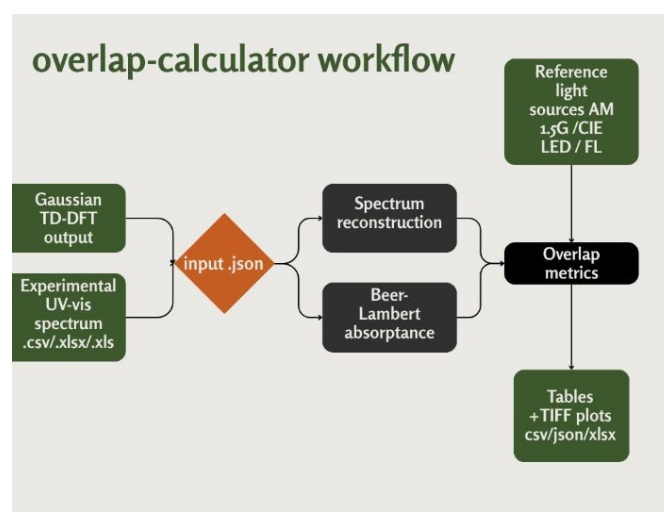 overlap-calculator workflow
Reference
light
sources AM
1.5G /CIE
LED / FL
Gaussian
TD-DFT
output
Spectrum
reconstruction
input .json
Overlap
metrics
Experimental
UV-vis
spectrum
.csv/.xlsx/.xls
Beer-
Lambert
absorptance
Tables
+TIFF plots
csv/json/xlsx